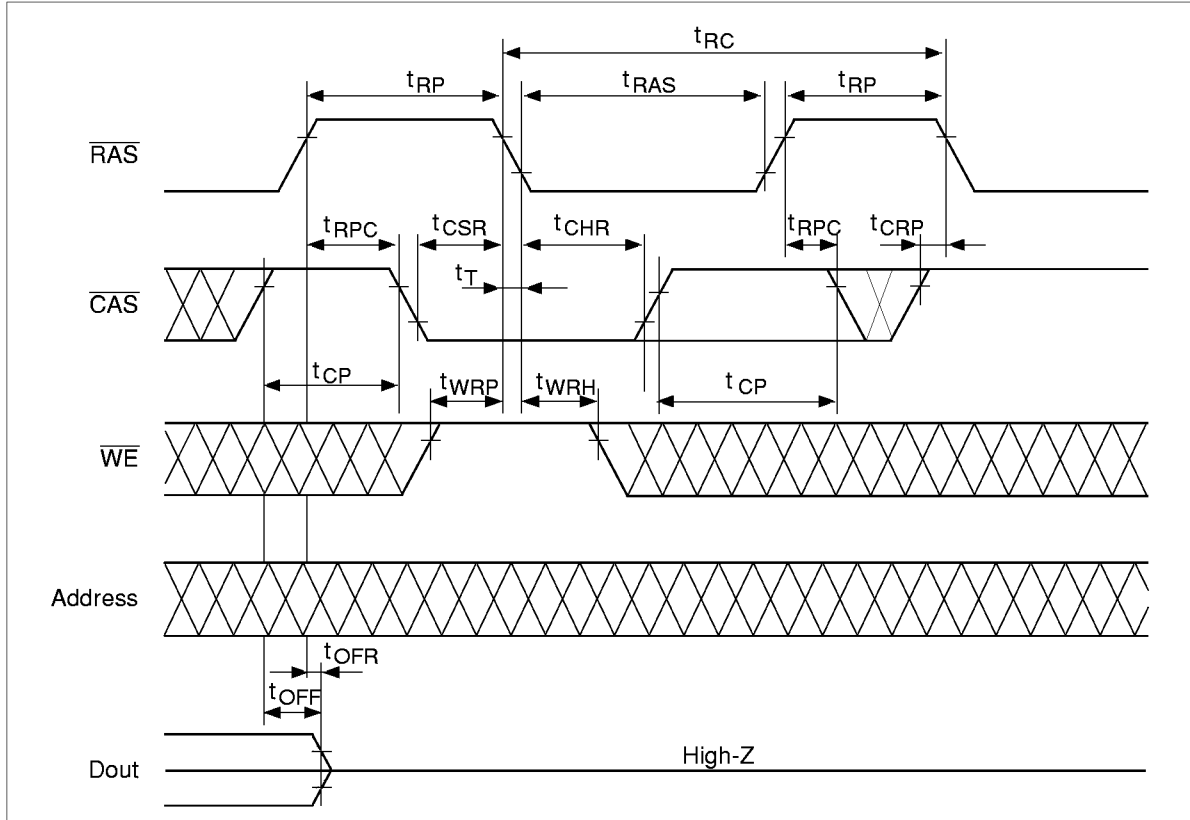 tRC
tRP
tRAS
tRP
RAS
tRPC
tCSR
tCHR
tRPC
tCRP
tT
CAS
tCP
tWRP
tWRH
tCP
WE
Address
tOFR
tOFF
High-Z
Dout